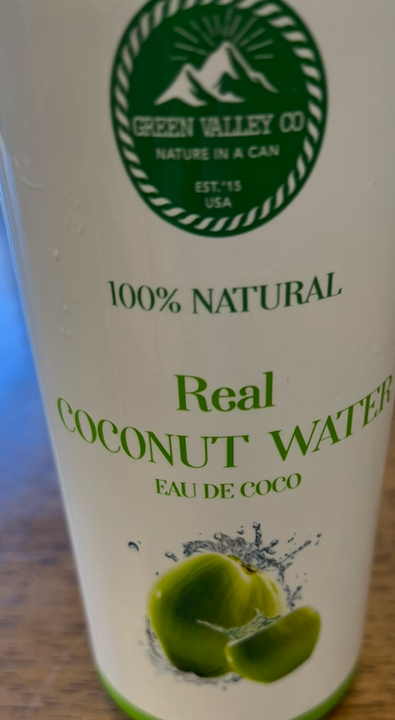 GREEN VALLEY CO
NATURE IN A CAN
EST.'15
USA
100% NATURAL
Real
COCONUT WATER
EAU DE COCO